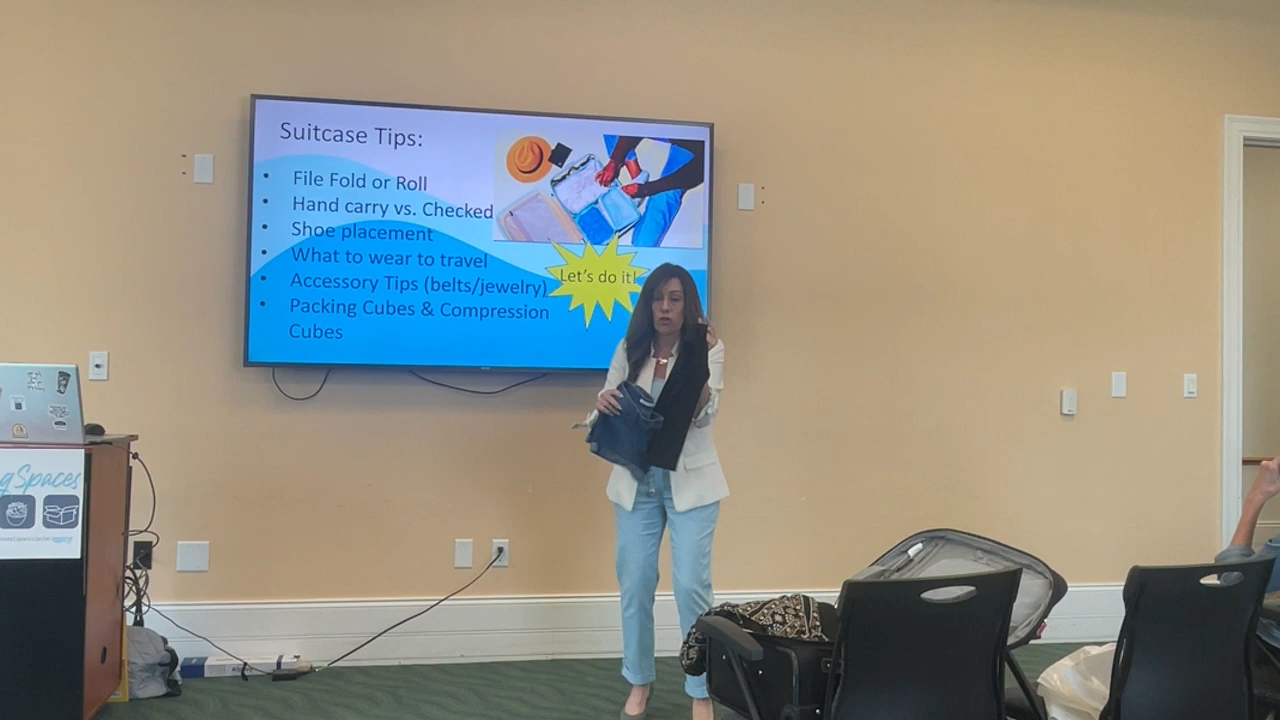 Suitcase Tips:
• File Fold or Roll
• Hand carry vs. Checked
• Shoe placement
• What to wear to travel
• Accessory Tips (belts/jewelry)
• Packing Cubes & Compression
Cubes
Let's do it!
gSpaces